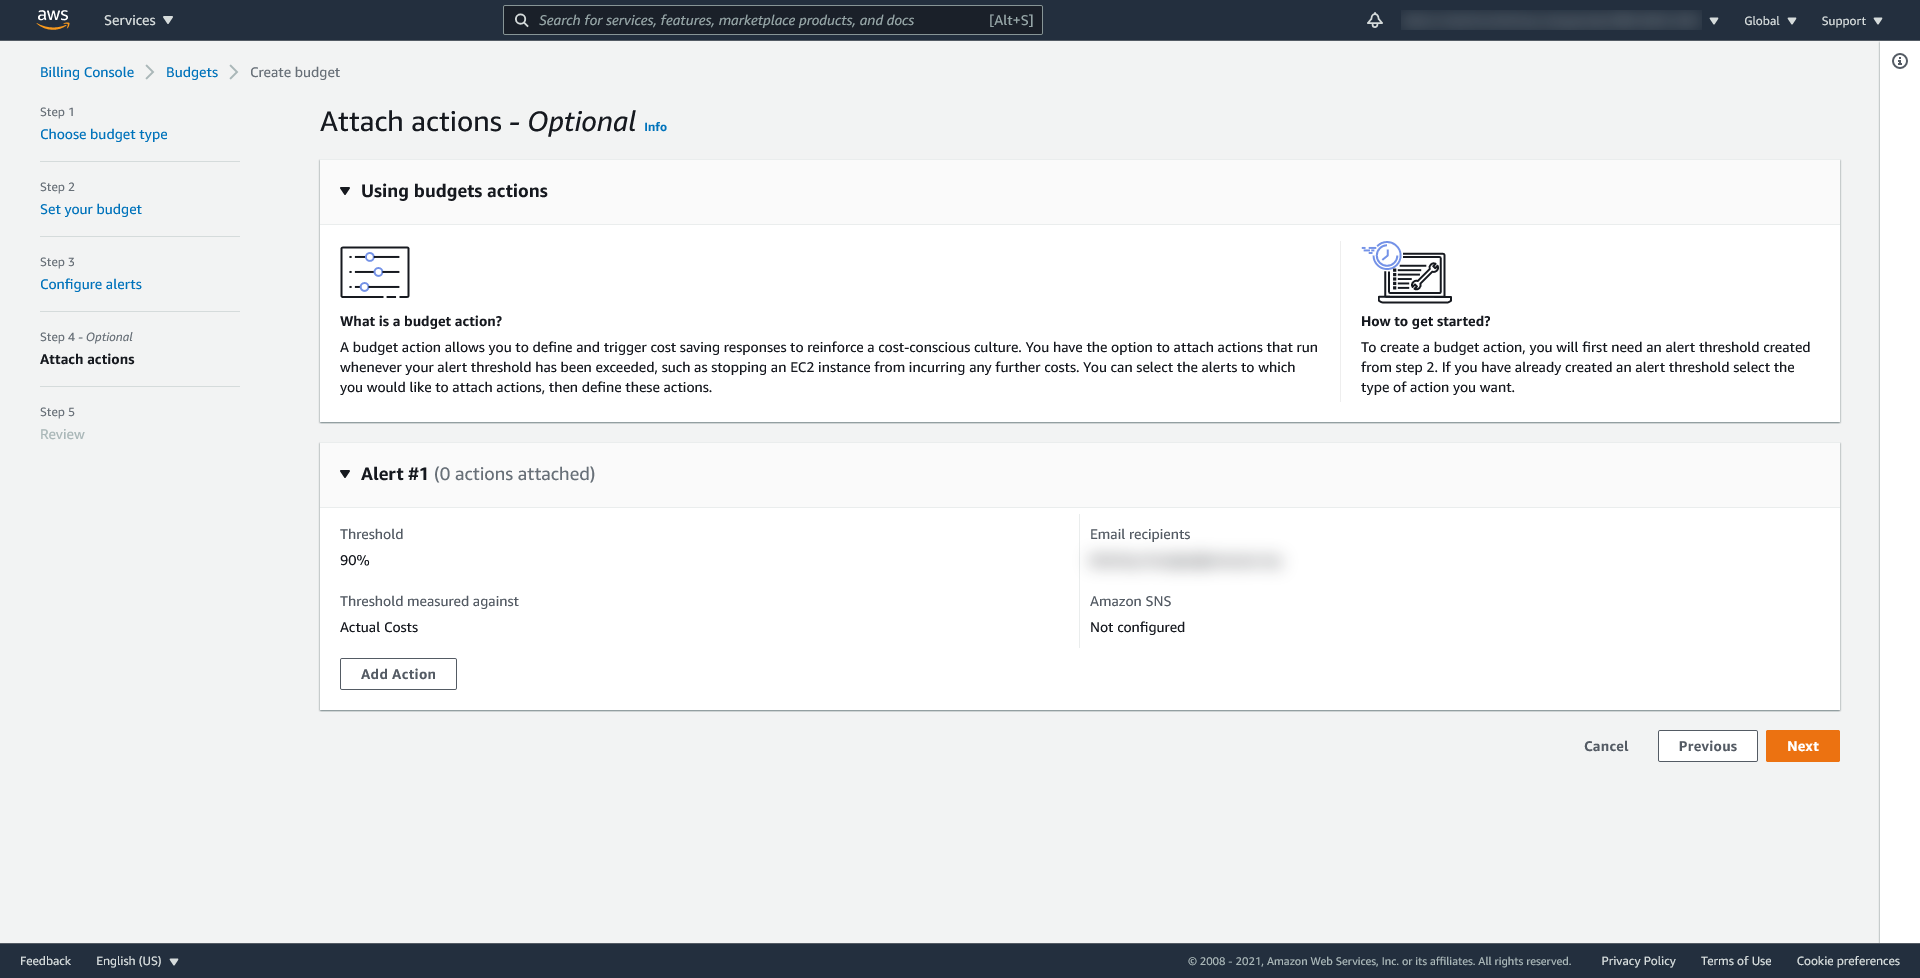 aws
Services
Search for services, features, marketplace products, and docs [Alt+S]
Global
Support
Billing Console
Budgets
Create budget
Step 1
Choose budget type
Step 2
Set your budget
Step 3
Configure alerts
Step 4 - Optional
Attach actions
Step 5
Review
Attach actions - Optional Info
Using budgets actions
What is a budget action?
A budget action allows you to define and trigger cost saving responses to reinforce a cost-conscious culture. You have the option to attach actions that run
whenever your alert threshold has been exceeded, such as stopping an EC2 instance from incurring any further costs. You can select the alerts to which
you would like to attach actions, then define these actions.
How to get started?
To create a budget action, you will first need an alert threshold created
from step 2. If you have already created an alert threshold select the
type of action you want.
Alert #1 (0 actions attached)
Threshold
90%
Threshold measured against
Actual Costs
Email recipients
Amazon SNS
Not configured
Add Action
Cancel
Previous
Next
Feedback
English (US)
© 2008 - 2021, Amazon Web Services, Inc. or its affiliates. All rights reserved.
Privacy Policy
Terms of Use
Cookie preferences